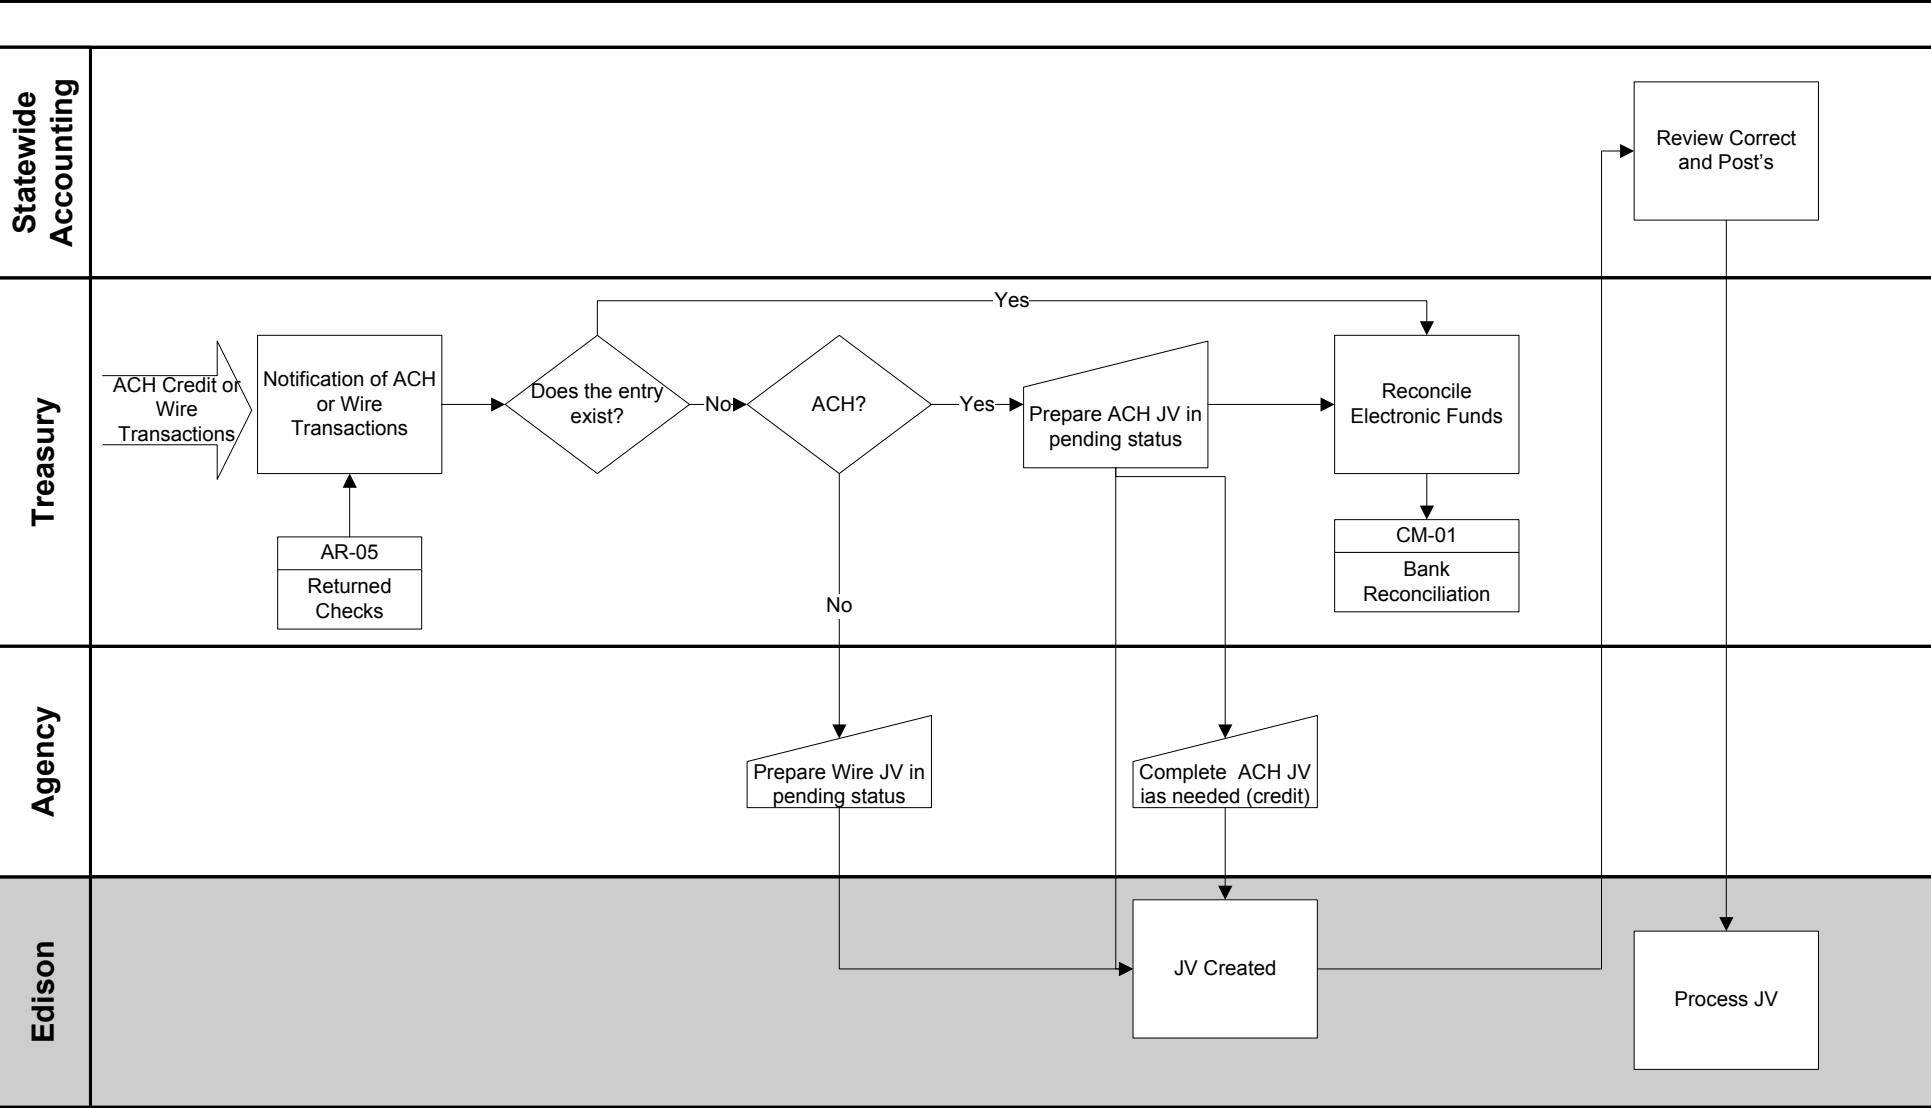 Statewide
Accounting
Review Correct
and Post's
Treasury
ACH Credit or
Wire
Transactions
Notification of ACH
or Wire
Transactions
AR-05
Returned
Checks
Does the entry
exist?
Yes
No
ACH?
Yes
No
Prepare ACH JV in
pending status
Reconcile
Electronic Funds
CM-01
Bank
Reconciliation
Agency
Prepare Wire JV in
pending status
Complete  ACH JV
ias needed (credit)
Edison
JV Created
Process JV